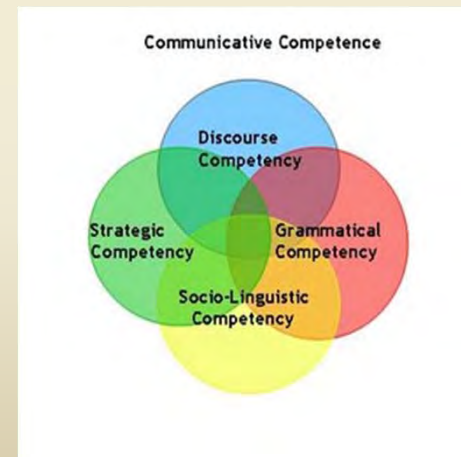 Communicative Competence
Discourse
Competency
Strategic
Competency
Grammatical
Competency
Socio-Linguistic
Competency